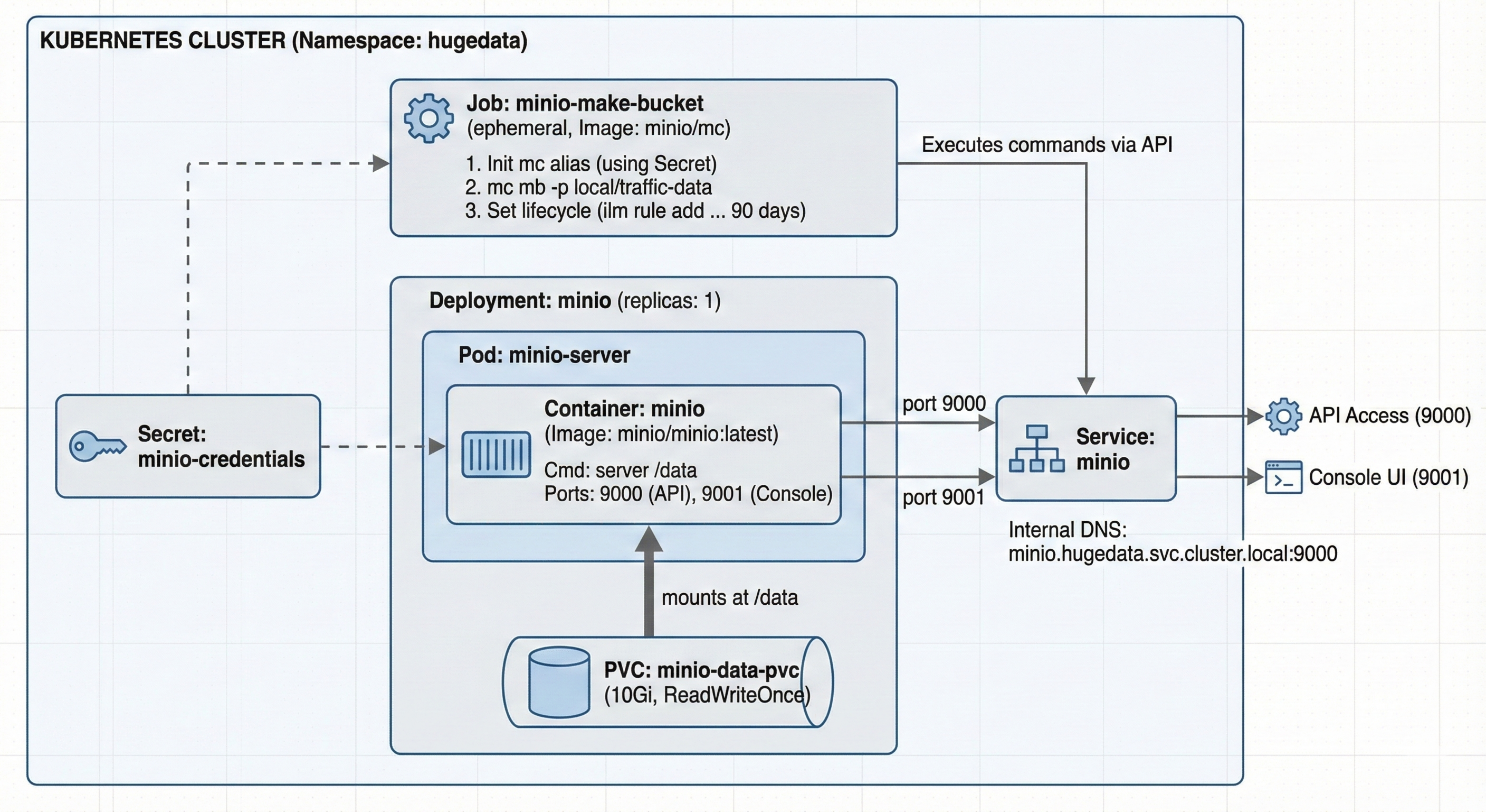 KUBERNETES CLUSTER (Namespace: hugedata)
Job: minio-make-bucket
(ephemeral, Image: minio/mc)
1. Init mc alias (using Secret)
2. mc mb -p local/traffic-data
3. Set lifecycle (ilm rule add ... 90 days)
Executes commands via API
Deployment: minio (replicas: 1)
Pod: minio-server
Container: minio
(Image: minio/minio:latest)
Cmd: server /data
Ports: 9000 (API), 9001 (Console)
Secret:
minio-credentials
port 9000
port 9001
Service:
minio
API Access (9000)
Console UI (9001)
Internal DNS:
minio.hugedata.svc.cluster.local:9000
mounts at /data
PVC: minio-data-pvc
(10Gi, ReadWriteOnce)